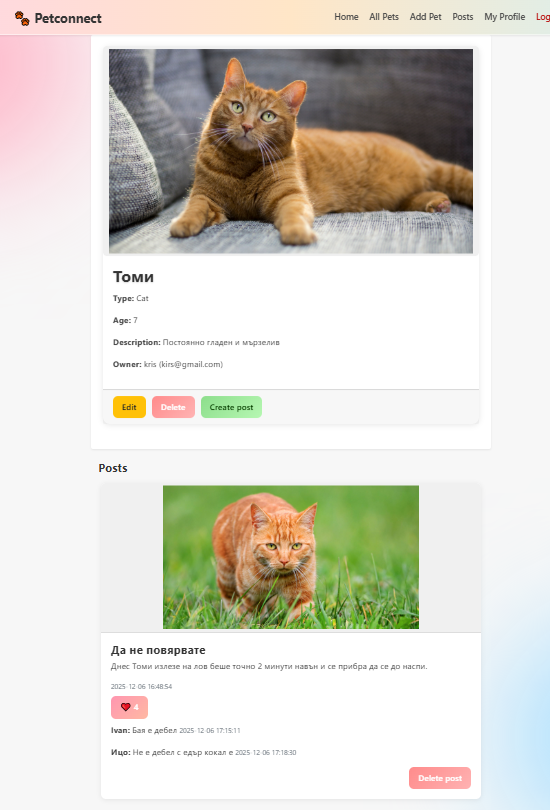 Petconnect
Home All Pets Add Pet Posts My Profile
Томи
Type: Cat
Age: 7
Description: Постоянно гладен и мързелив
Owner: kris (kirs@gmail.com)
Edit Delete Create post
Posts
Да не повярвате
Днес Томи излезе на лов беше точно 2 минути навън и се прибра да се до наспи.
2025-12-06 16:48:54
4
Ivan: Бая е дебел 2025-12-06 17:15:11
Ицо: Не е дебел с едър кокал е 2025-12-06 17:18:30
Delete post